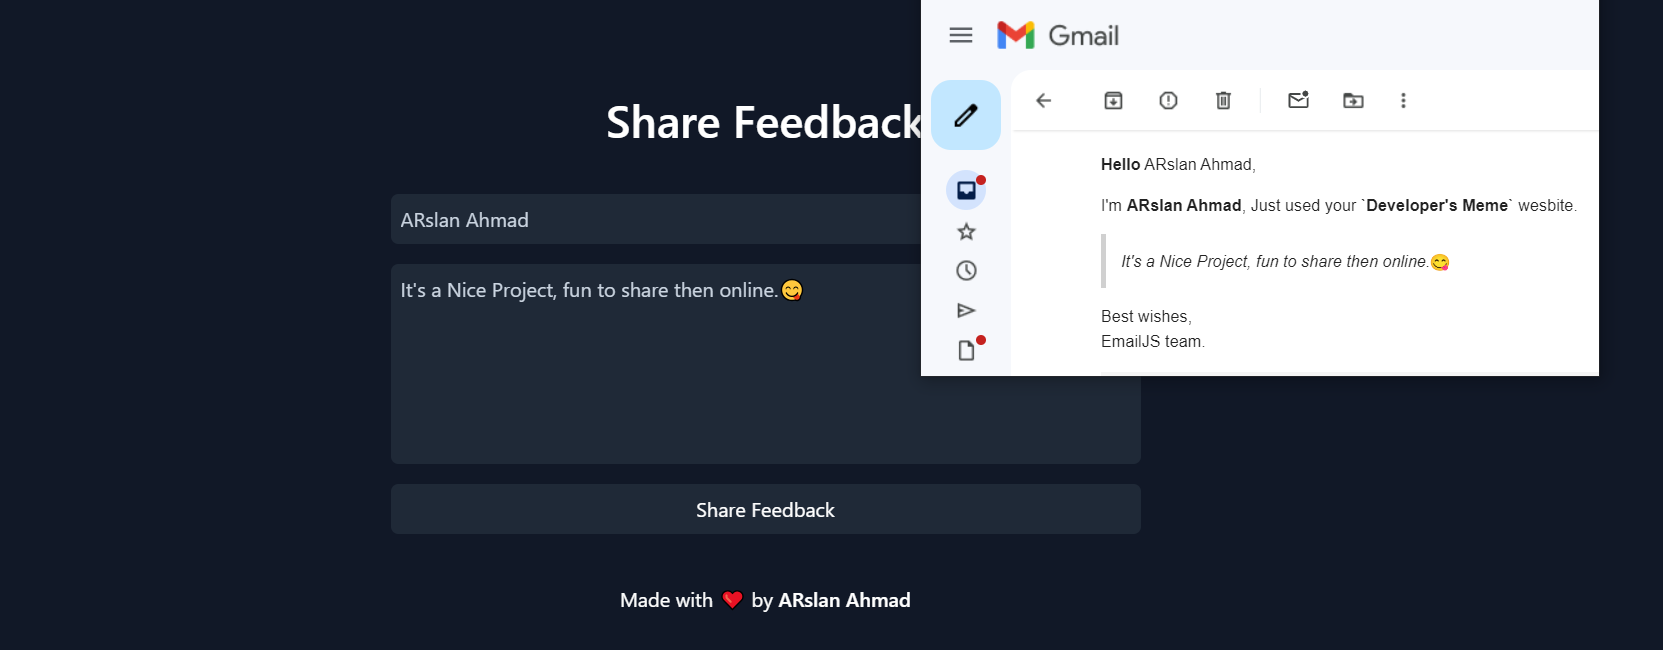 Share Feedback
ARslan Ahmad
It's a Nice Project, fun to share then online.😋
Share Feedback
Made with ❤️ by ARslan Ahmad
Gmail
Hello ARslan Ahmad,
I'm ARslan Ahmad, Just used your `Developer's Meme` wesbite.
It's a Nice Project, fun to share then online.😋
Best wishes,
EmailJS team.